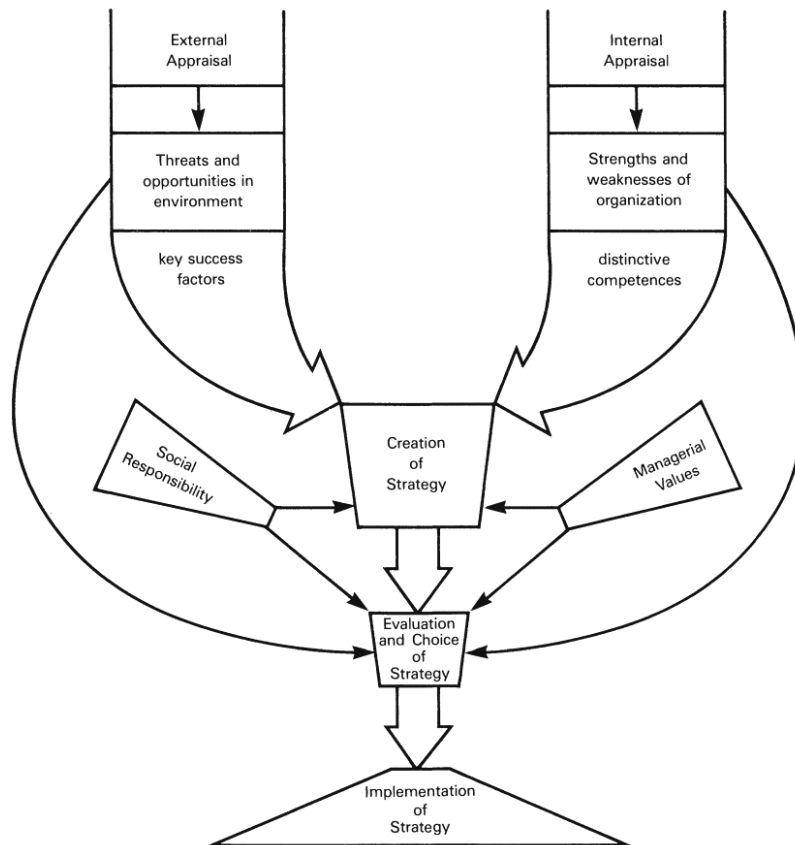 External
Appraisal
Internal
Appraisal
Threats and
opportunities in
environment
Strengths and
weaknesses of
organization
key success
factors
distinctive
competences
Creation
of
Strategy
Social
Responsibility
Managerial
Values
Evaluation
and Choice
of
Strategy
Implementation
of
Strategy